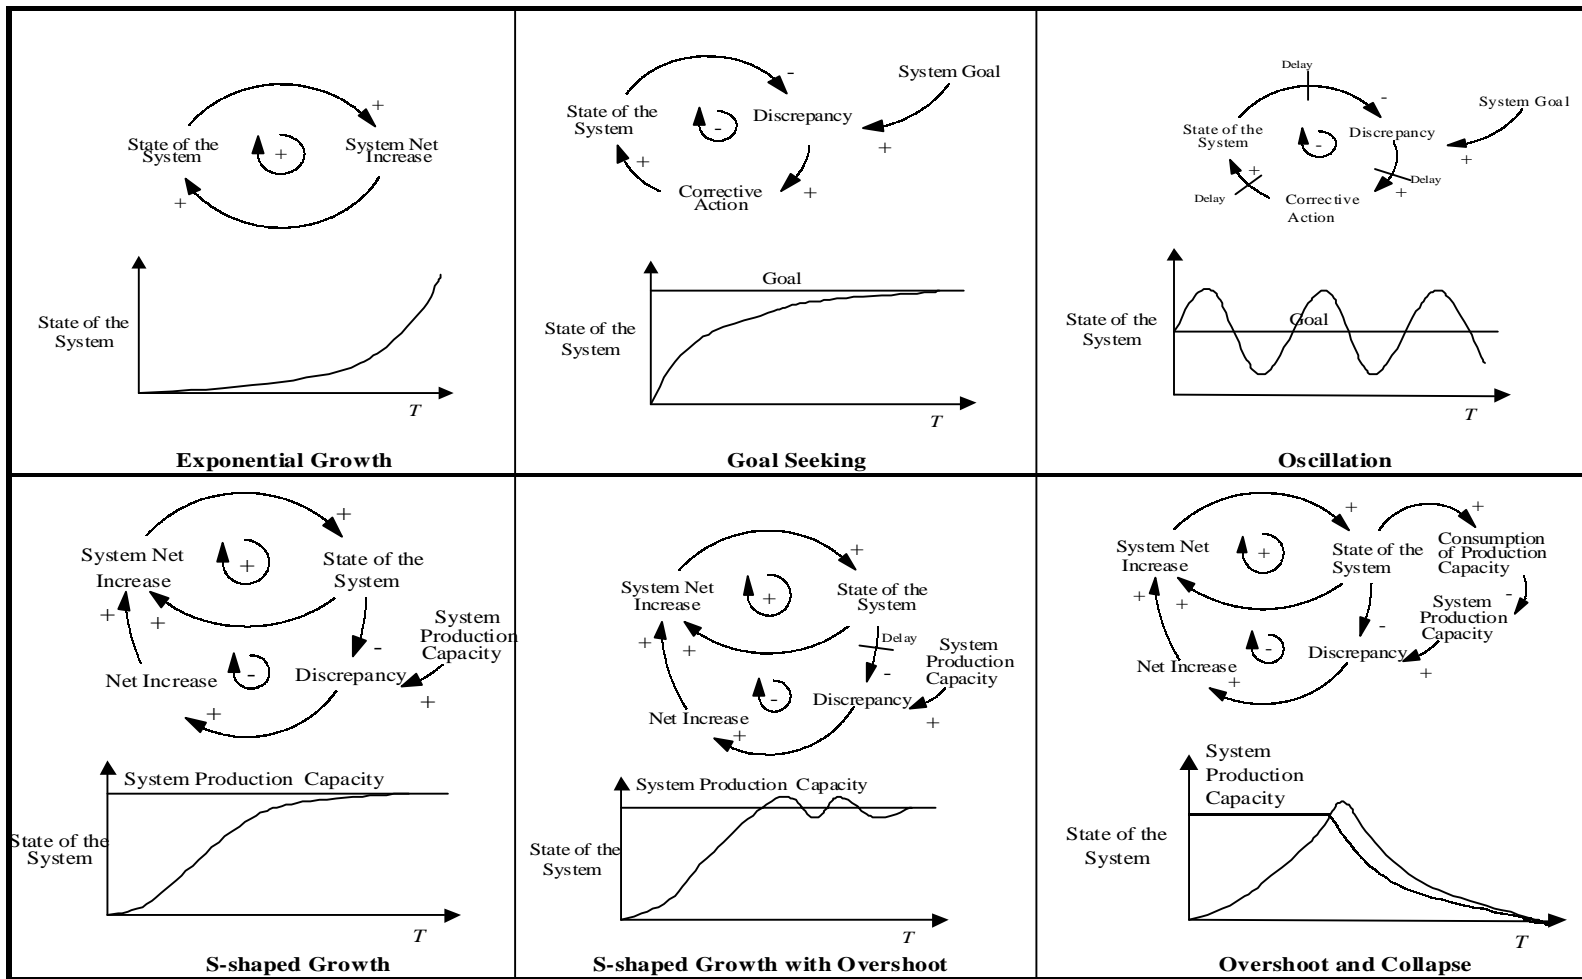 +
State of the
System
+
System Net
Increase
+
State of the
System
T
Exponential Growth
-
System Goal
State of the
System
-
Discrepancy
+
+
Corrective
Action
+
Goal
State of the
System
T
Goal Seeking
Delay
-
System Goal
State of the
System
-
Discrepancy
+
+
Delay
Delay
Corrective
Action
+
Goal
State of the
System
T
Oscillation
+
System Net
Increase
+
State of the
System
+
+
System
Production
Capacity
-
Net Increase
-
Discrepancy
+
+
System Production Capacity
State of the
System
T
S-shaped Growth
+
System Net
Increase
+
State of the
System
+
+
Delay
System
Production
Capacity
-
-
Discrepancy
Net Increase
+
+
System Production Capacity
State of the
System
T
S-shaped Growth with Overshoot
+
+
System Net
Increase
+
State of the
System
Consumption
of Production
Capacity
+
+
-
System
Production
Capacity
-
Net Increase
-
Discrepancy
+
+
System
Production
Capacity
State of the
System
T
Overshoot and Collapse